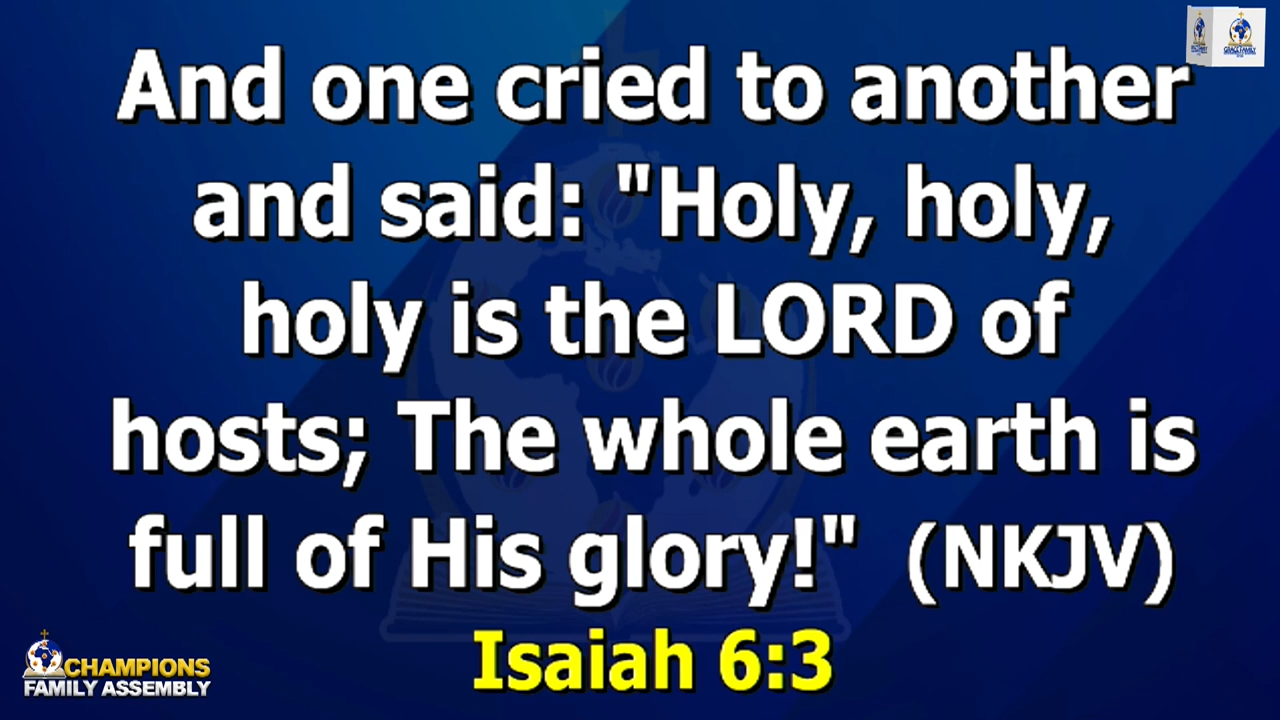 And one cried to another
and said: "Holy, holy,
holy is the LORD of
hosts; The whole earth is
full of His glory!" (NKJV)
Isaiah 6:3
CHAMPIONS
FAMILY ASSEMBLY